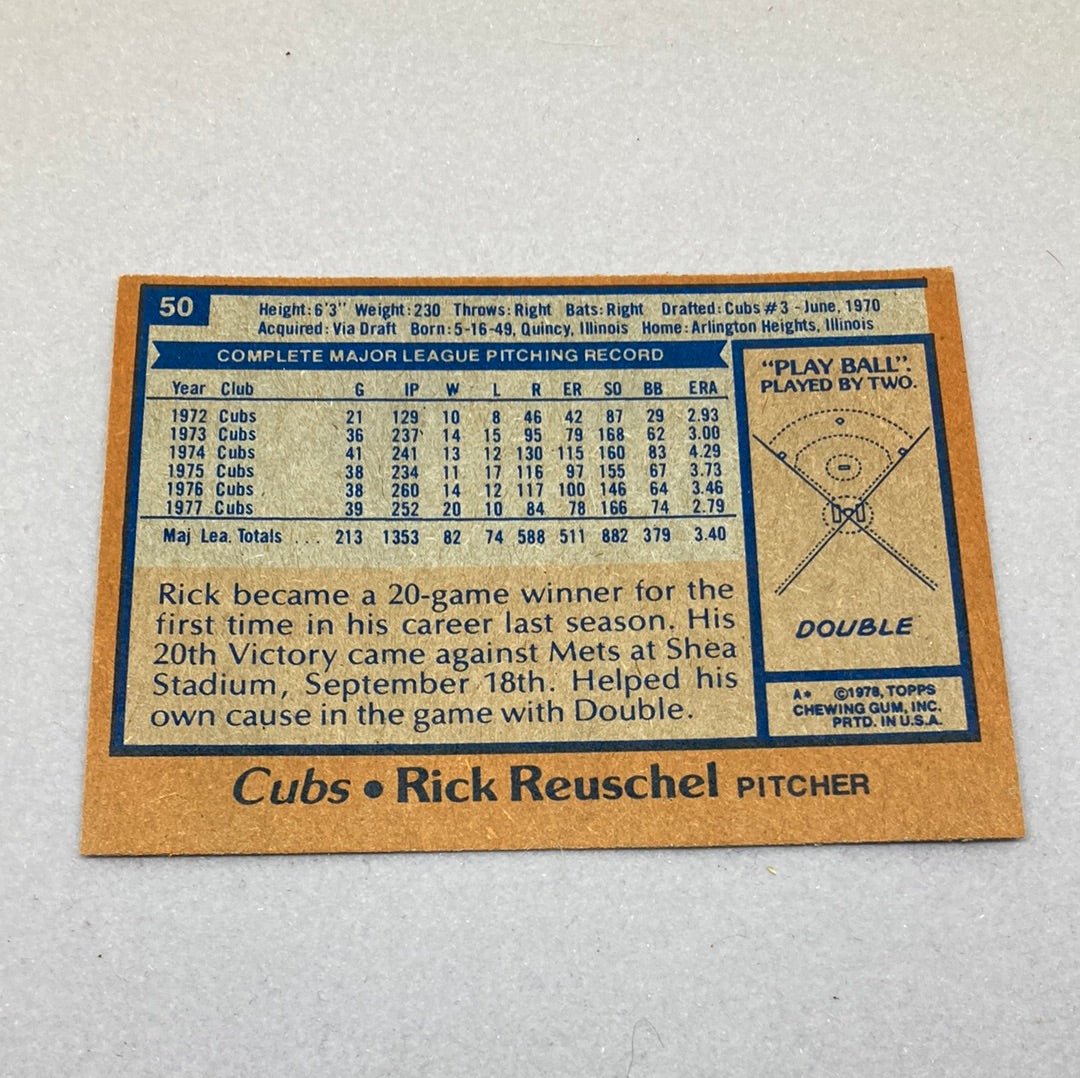 50
Height: 6'3" Weight: 230 Throws: Right Bats: Right Drafted: Cubs #3 - June, 1970
Acquired: Via Draft Born: 5-16-49, Quincy, Illinois Home: Arlington Heights, Illinois
COMPLETE MAJOR LEAGUE PITCHING RECORD
Year Club G IP W L R ER SO BB ERA
1972 Cubs 21 129 10 8 46 42 87 29 2.93
1973 Cubs 36 237 14 15 95 79 168 62 3.00
1974 Cubs 41 241 13 12 130 115 160 83 4.29
1975 Cubs 38 234 11 17 116 97 155 67 3.73
1976 Cubs 38 260 14 12 117 100 146 64 3.46
1977 Cubs 39 252 20 10 84 78 166 74 2.79
Maj Lea. Totals ... 213 1353 82 74 588 511 882 379 3.40
Rick became a 20-game winner for the
first time in his career last season. His
20th Victory came against Mets at Shea
Stadium, September 18th. Helped his
own cause in the game with Double.
"PLAY BALL".
PLAYED BY TWO.
DOUBLE
A* ©1978, TOPPS
CHEWING GUM, INC.
PRTD. IN U.S.A.
Cubs • Rick Reuschel PITCHER